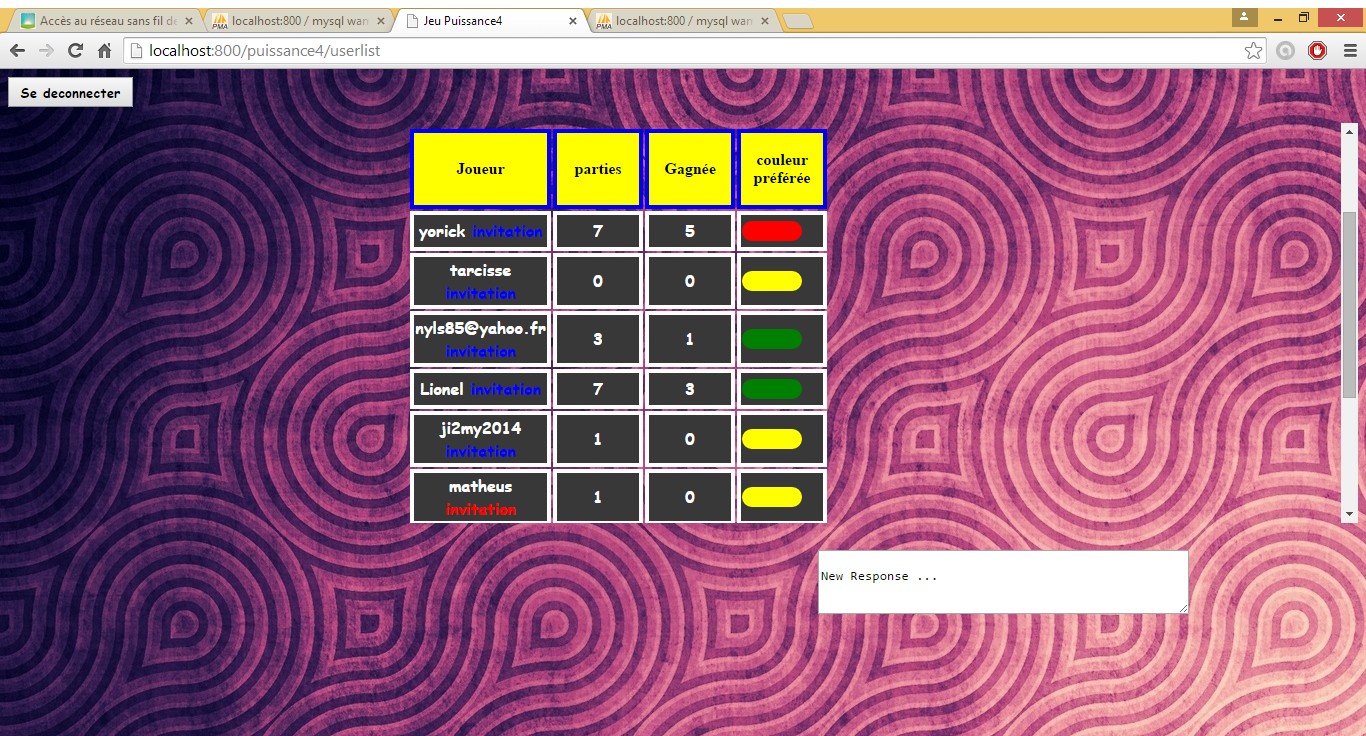 Accès au réseau sans fil de
localhost:800 / mysql wan
Jeu Puissance4
localhost:800 / mysql wan
localhost:800/puissance4/userlist
Se deconnecter
Joueur parties Gagnée couleur
préférée
yorick invitation 7 5
tarcisse
invitation 0 0
nyls85@yahoo.fr
invitation 3 1
Lionel invitation 7 3
ji2my2014
invitation 1 0
matheus
invitation 1 0
New Response ...